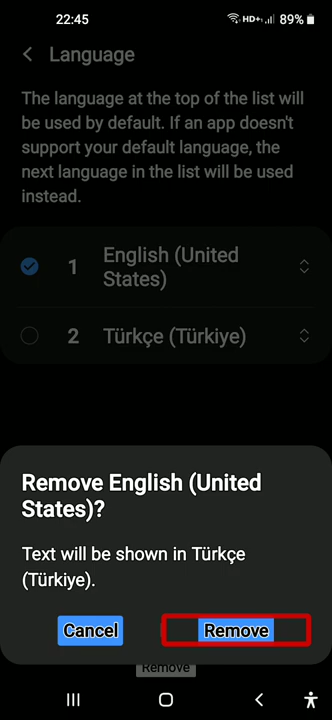 22:45
HD+
89%
Language
The language at the top of the list will
be used by default. If an app doesn't
support your default language, the
next language in the list will be used
instead.
1
English (United
States)
2
Türkçe (Türkiye)
Remove English (United
States)?
Text will be shown in Türkçe
(Türkiye).
Cancel
Remove
Remove